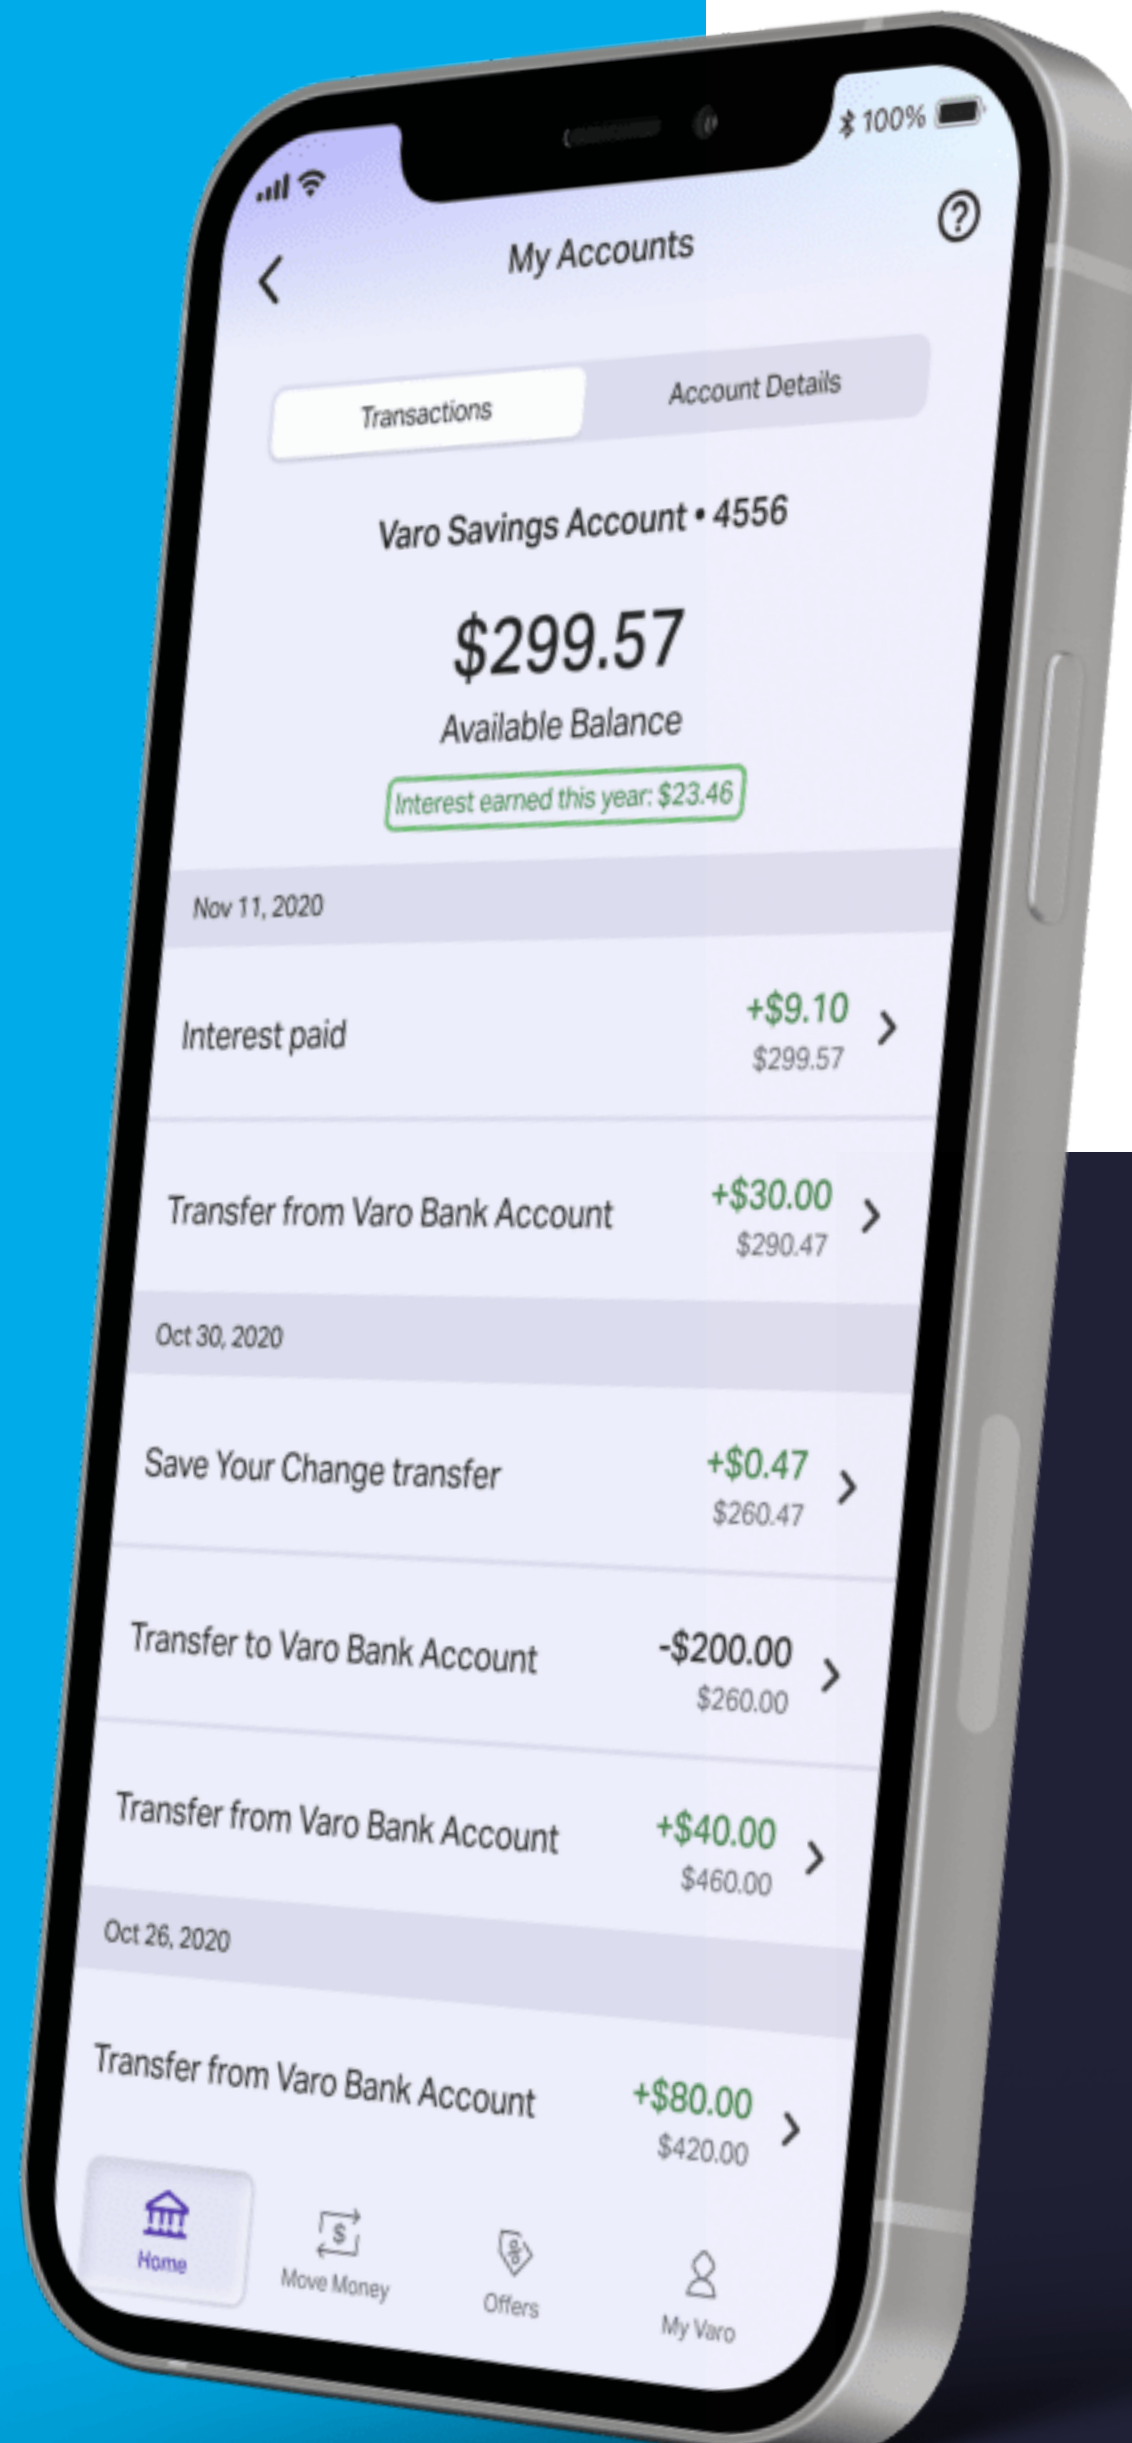 100%
My Accounts
Transactions
Account Details
Varo Savings Account • 4556
$299.57
Available Balance
Interest earned this year: $23.46
Nov 11, 2020
Interest paid
+$9.10
$299.57
Transfer from Varo Bank Account
+$30.00
$290.47
Oct 30, 2020
Save Your Change transfer
+$0.47
$260.47
Transfer to Varo Bank Account
-$200.00
$260.00
Transfer from Varo Bank Account
+$40.00
$460.00
Oct 26, 2020
Transfer from Varo Bank Account
+$80.00
$420.00
Home
Move Money
Offers
My Varo